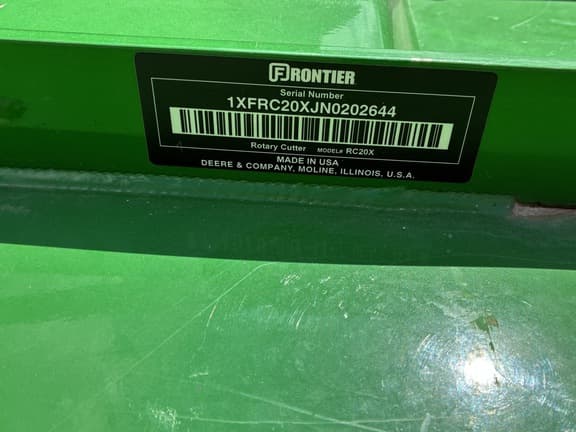 FRONTIER
Serial Number
1XFRC20XJN0202644
Rotary Cutter MODEL# RC20X
MADE IN USA
DEERE & COMPANY, MOLINE, ILLINOIS, U.S.A.